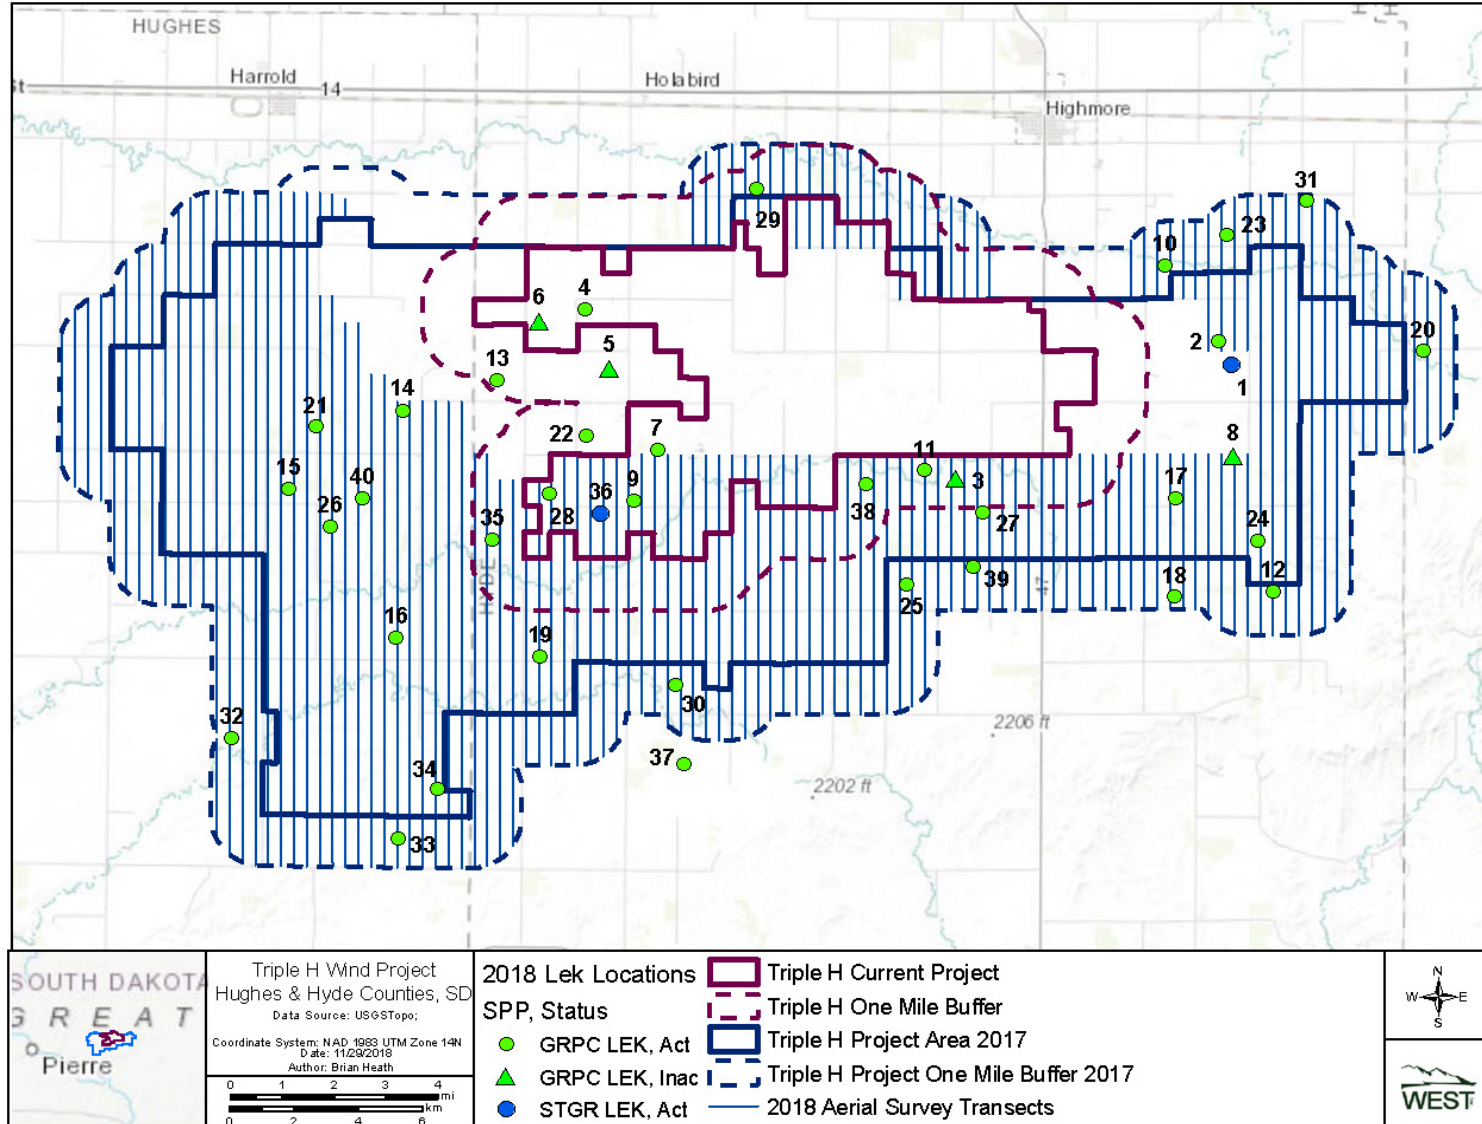 HUGHES
Harrold
14
Holabird
Highmore
31
29
23
10
6
4
20
5
2
13
1
14
21
22
7
8
15
40
11
3
17
26
36
9
28
38
27
24
35
HYDE
39
18
12
25
47
16
19
30
32
2206 ft
37
34
2202 ft
33
SOUTH DAKOTA
G R E A T
Pierre
Triple H Wind Project
Hughes & Hyde Counties, SD
Data Source: USGSTopo;
Coordinate System: NAD 1983 UTM Zone 14N
Date: 11/29/2018
Author: Brian Heath
0 1 2 3 4
mi
km
0 2 4 6
2018 Lek Locations
SPP, Status
GRPC LEK, Act
GRPC LEK, Inac
STGR LEK, Act
Triple H Current Project
Triple H One Mile Buffer
Triple H Project Area 2017
Triple H Project One Mile Buffer 2017
2018 Aerial Survey Transects
N
W E
S
WEST